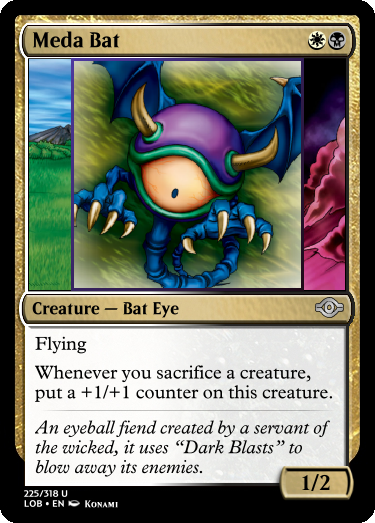 Meda Bat
Creature — Bat Eye
Flying
Whenever you sacrifice a creature,
put a +1/+1 counter on this creature.
An eyeball fiend created by a servant of
the wicked, it uses “Dark Blasts” to
blow away its enemies.
1/2
225/318 U
LOB • EN Konami